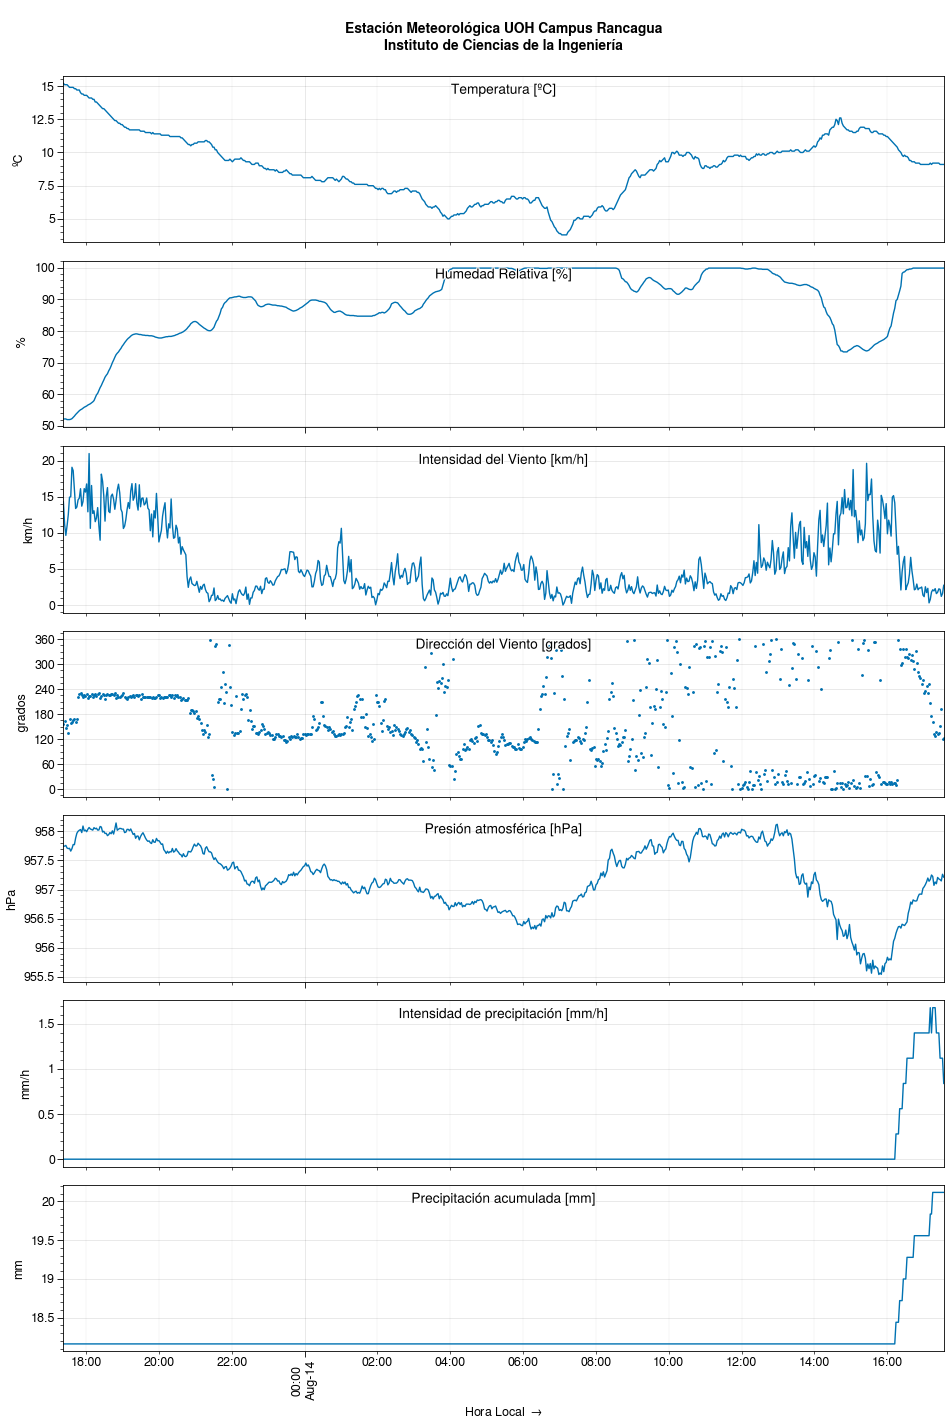 Estación Meteorológica UOH Campus Rancagua
Instituto de Ciencias de la Ingeniería
Temperatura [ºC]
ºC
15
12.5
10
7.5
5
Humedad Relativa [%]
%
100
90
80
70
60
50
Intensidad del Viento [km/h]
km/h
20
15
10
5
0
Dirección del Viento [grados]
grados
360
300
240
180
120
60
0
Presión atmosférica [hPa]
hPa
958
957.5
957
956.5
956
955.5
Intensidad de precipitación [mm/h]
mm/h
1.5
1
0.5
0
Precipitación acumulada [mm]
mm
20
19.5
19
18.5
18:00
20:00
22:00
00:00
Aug-14
02:00
04:00
06:00
08:00
10:00
12:00
14:00
16:00
Hora Local →